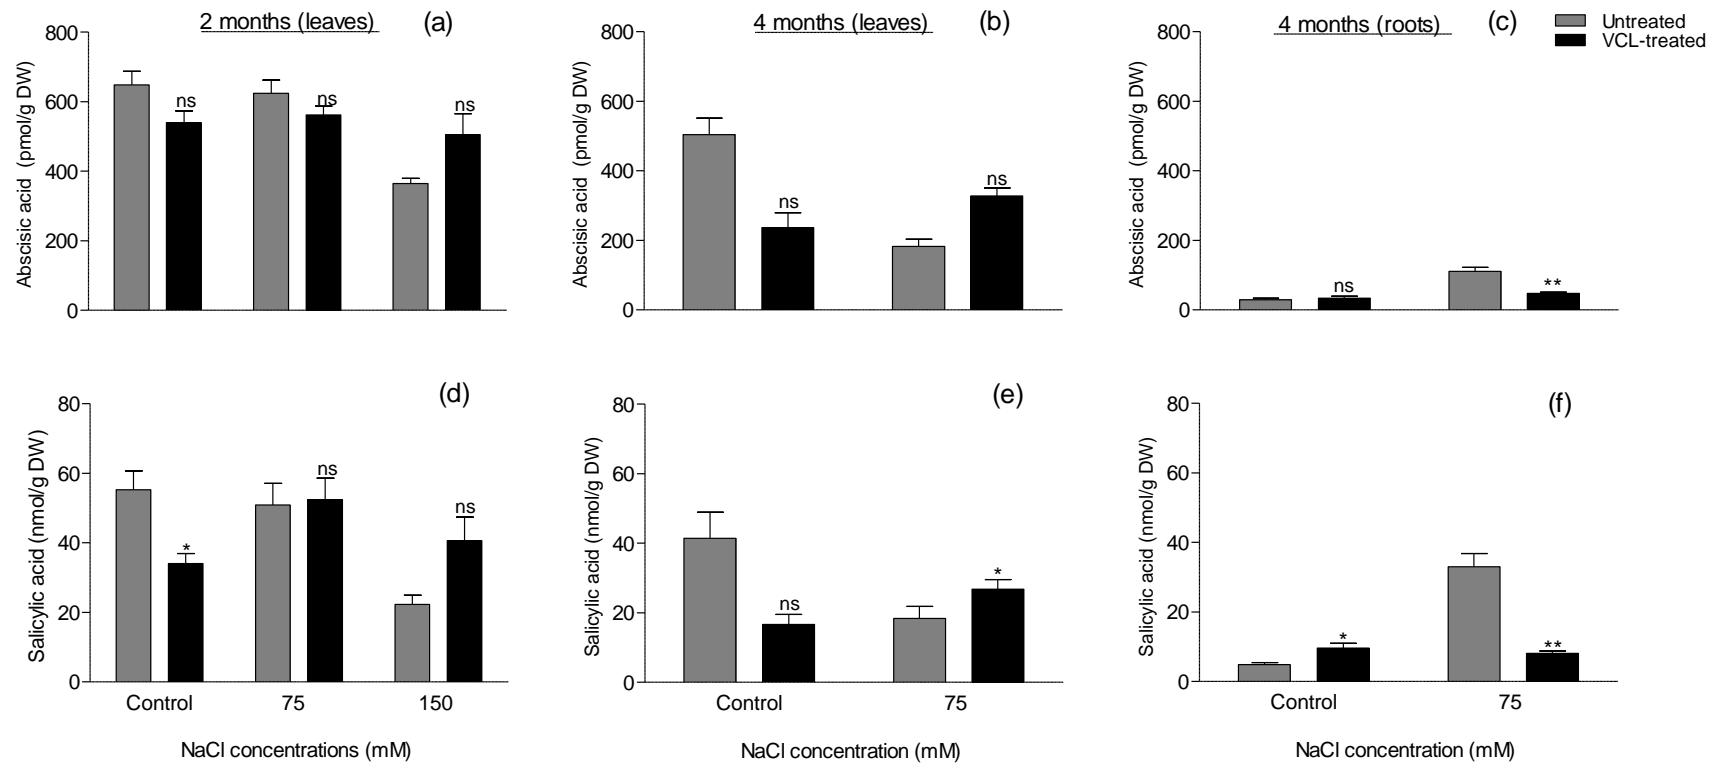 2 months (leaves)
(a)
4 months (leaves)
(b)
4 months (roots)
(c)
Untreated
VCL-treated
Abscisic acid (pmol/g DW)
800
600
400
200
0
ns
ns
ns
Abscisic acid (pmol/g DW)
800
600
400
200
0
ns
ns
Abscisic acid (pmol/g DW)
800
600
400
200
0
ns
**
(d)
Salicylic acid (nmol/g DW)
80
60
40
20
0
*
ns
ns
Control
75
150
NaCl concentrations (mM)
(e)
Salicylic acid (nmol/g DW)
80
60
40
20
0
ns
*
Control
75
NaCl concentration (mM)
(f)
Salicylic acid (nmol/g DW)
80
60
40
20
0
*
**
Control
75
NaCl concentration (mM)